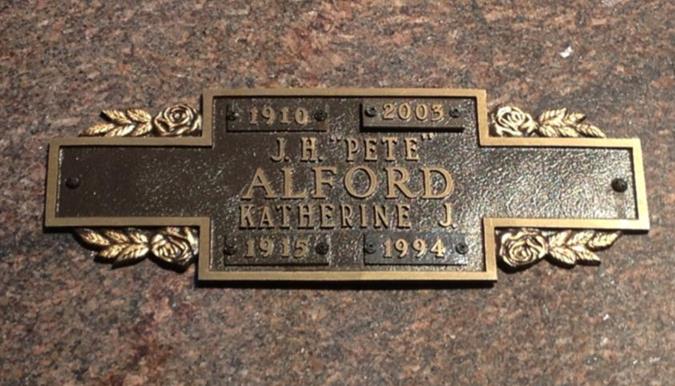 1910 2003
J. H. "PETE"
ALFORD
KATHERINE J.
1915 1994